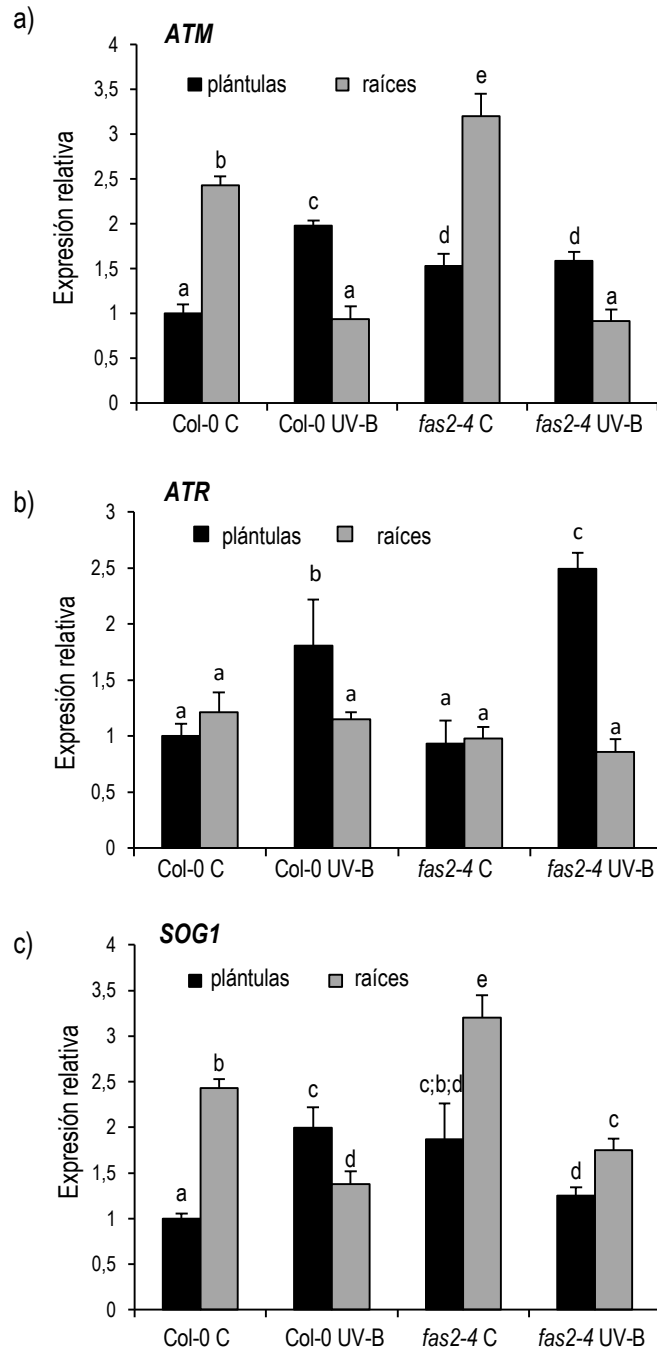 a)
ATM
plántulas raíces
Expresión relativa
4
3,5
3
2,5
2
1,5
1
0,5
0
a b c a d e d a
Col-0 C Col-0 UV-B fas2-4 C fas2-4 UV-B
b)
ATR
plántulas raíces
Expresión relativa
3
2,5
2
1,5
1
0,5
0
a a b a a a c a
Col-0 C Col-0 UV-B fas2-4 C fas2-4 UV-B
c)
SOG1
plántulas raíces
Expresión relativa
4
3,5
3
2,5
2
1,5
1
0,5
0
a b c d c;b;d e d c
Col-0 C Col-0 UV-B fas2-4 C fas2-4 UV-B